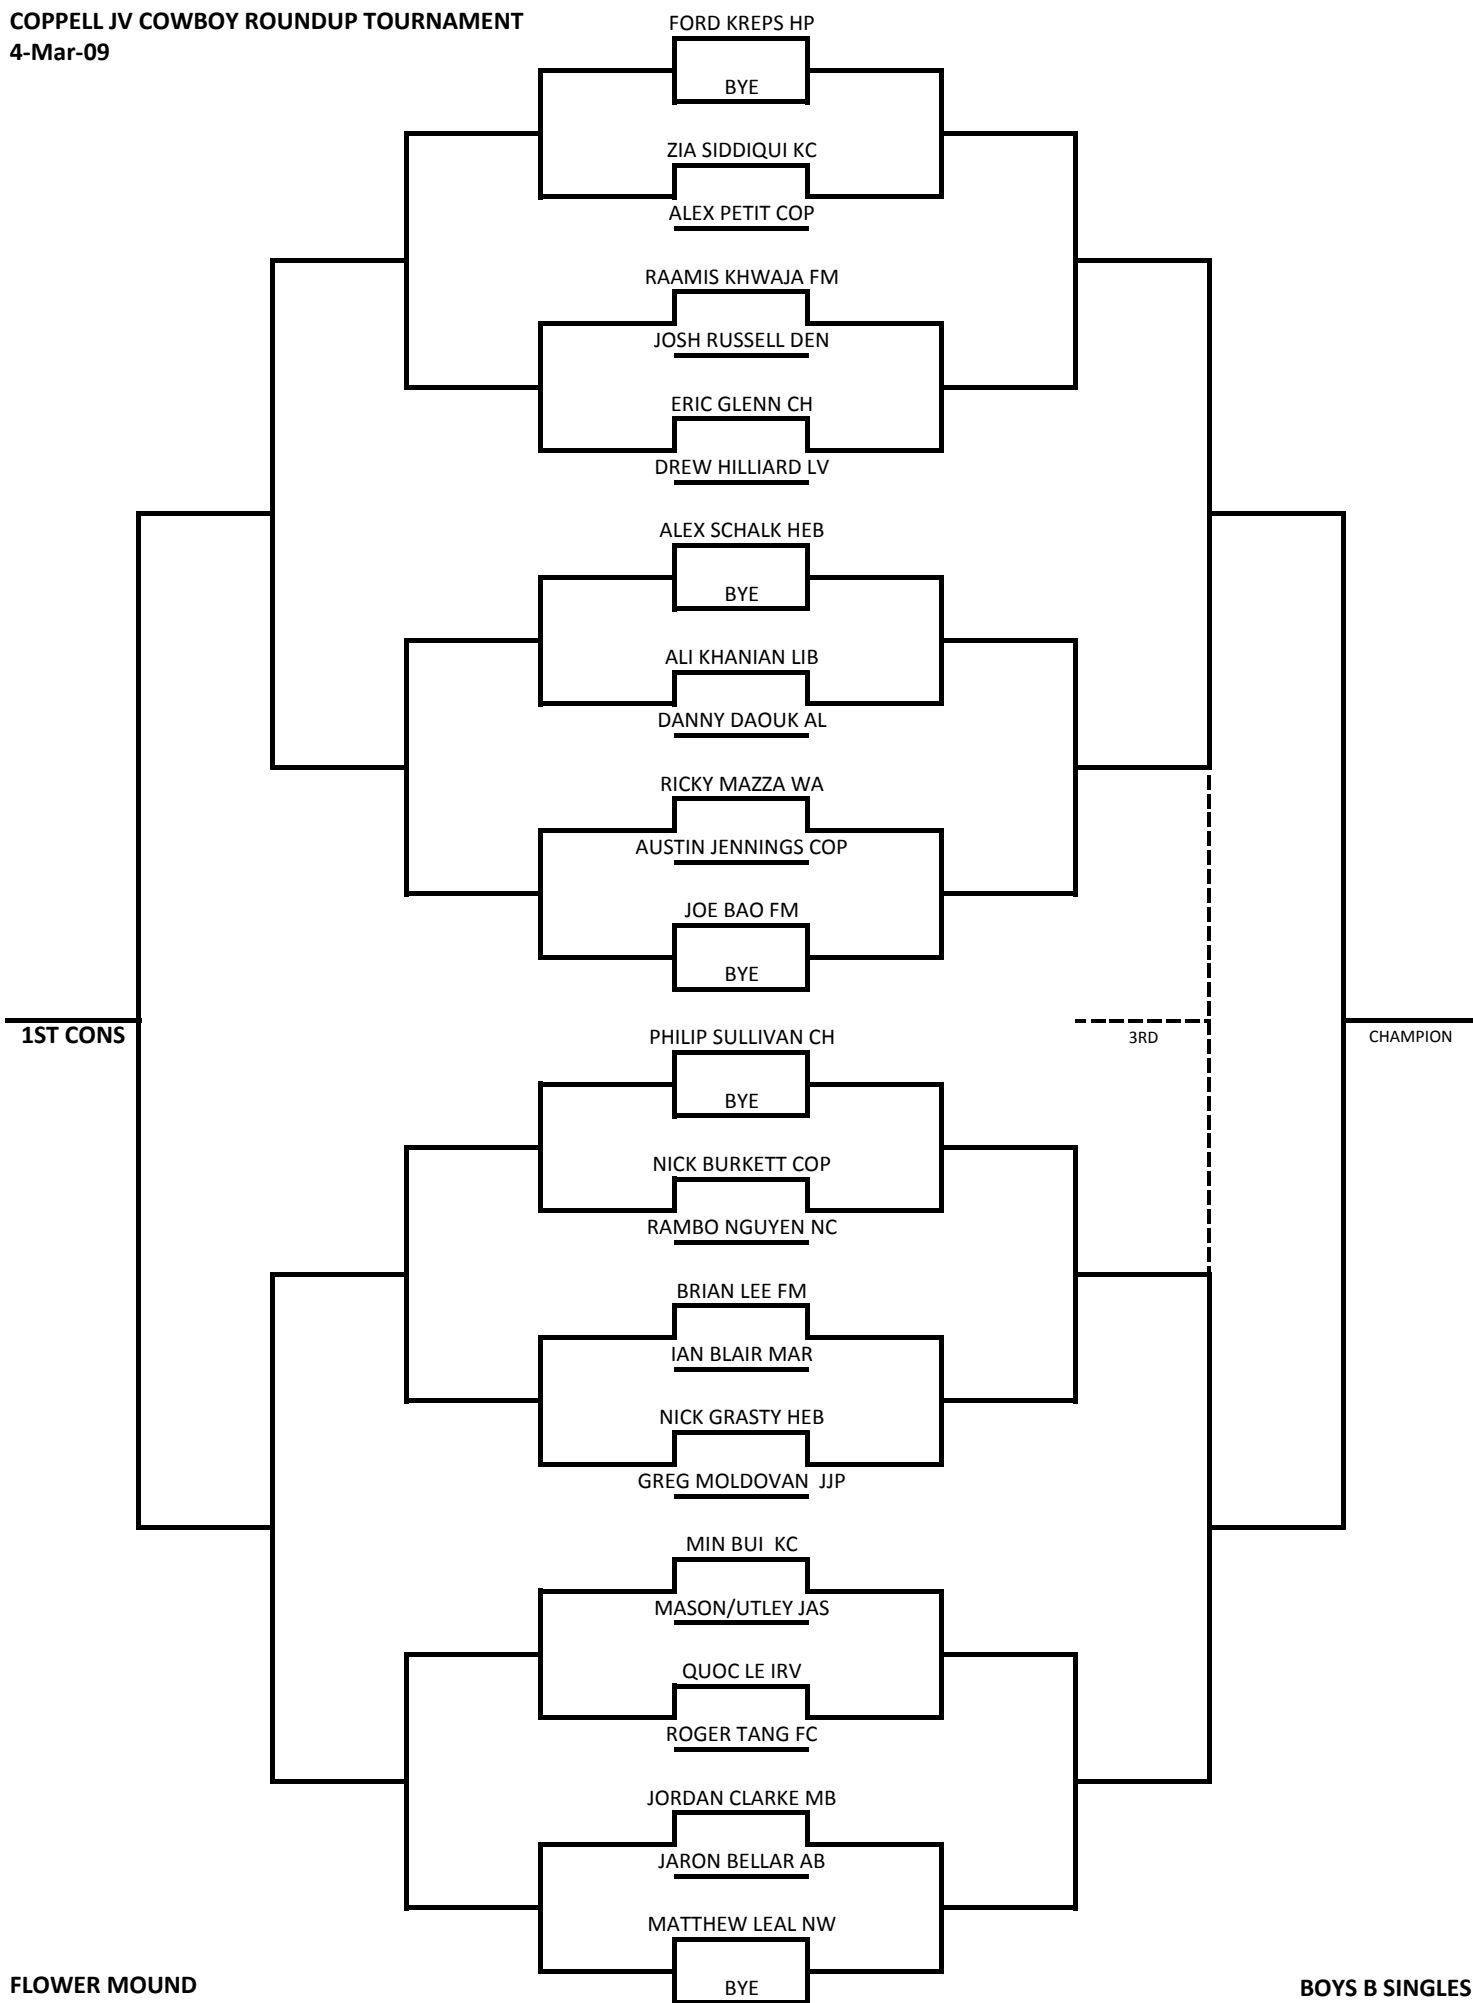 COPPELL JV COWBOY ROUNDUP TOURNAMENT
4-Mar-09
FORD KREPS HP
BYE
ZIA SIDDIQUI KC
ALEX PETIT COP
RAAMIS KHWAJA FM
JOSH RUSSELL DEN
ERIC GLENN CH
DREW HILLIARD LV
ALEX SCHALK HEB
BYE
ALI KHANIAN LIB
DANNY DAOUK AL
RICKY MAZZA WA
AUSTIN JENNINGS COP
JOE BAO FM
BYE
1ST CONS
PHILIP SULLIVAN CH
3RD
CHAMPION
BYE
NICK BURKETT COP
RAMBO NGUYEN NC
BRIAN LEE FM
IAN BLAIR MAR
NICK GRASTY HEB
GREG MOLDOVAN  JJP
MIN BUI  KC
MASON/UTLEY JAS
QUOC LE IRV
ROGER TANG FC
JORDAN CLARKE MB
JARON BELLAR AB
MATTHEW LEAL NW
BYE
FLOWER MOUND
BOYS B SINGLES